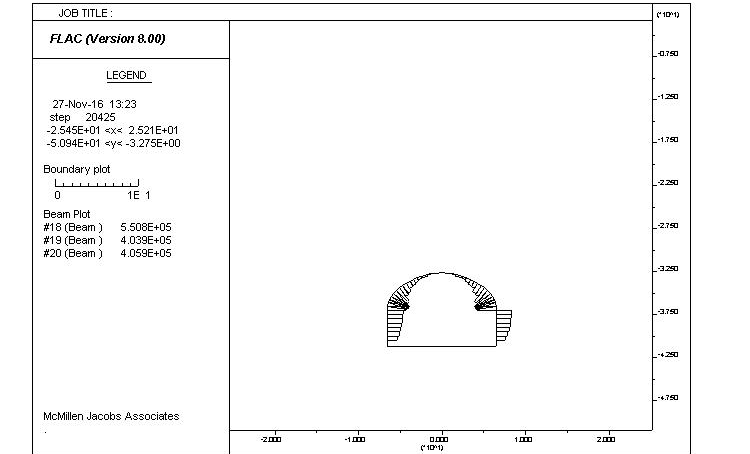 JOB TITLE :
FLAC (Version 8.00)
LEGEND
27-Nov-16 13:23
step 20425
-2.545E+01 <x< 2.521E+01
-5.094E+01 <y< -3.275E+00
Boundary plot
0 1E 1
Beam Plot
#18 (Beam ) 5.508E+05
#19 (Beam ) 4.039E+05
#20 (Beam ) 4.059E+05
McMillen Jacobs Associates
(*10^1)
-0.750
-1.250
-1.750
-2.250
-2.750
-3.250
-3.750
-4.250
-4.750
-2.000 -1.000 0.000 1.000 2.000
(*10^1)